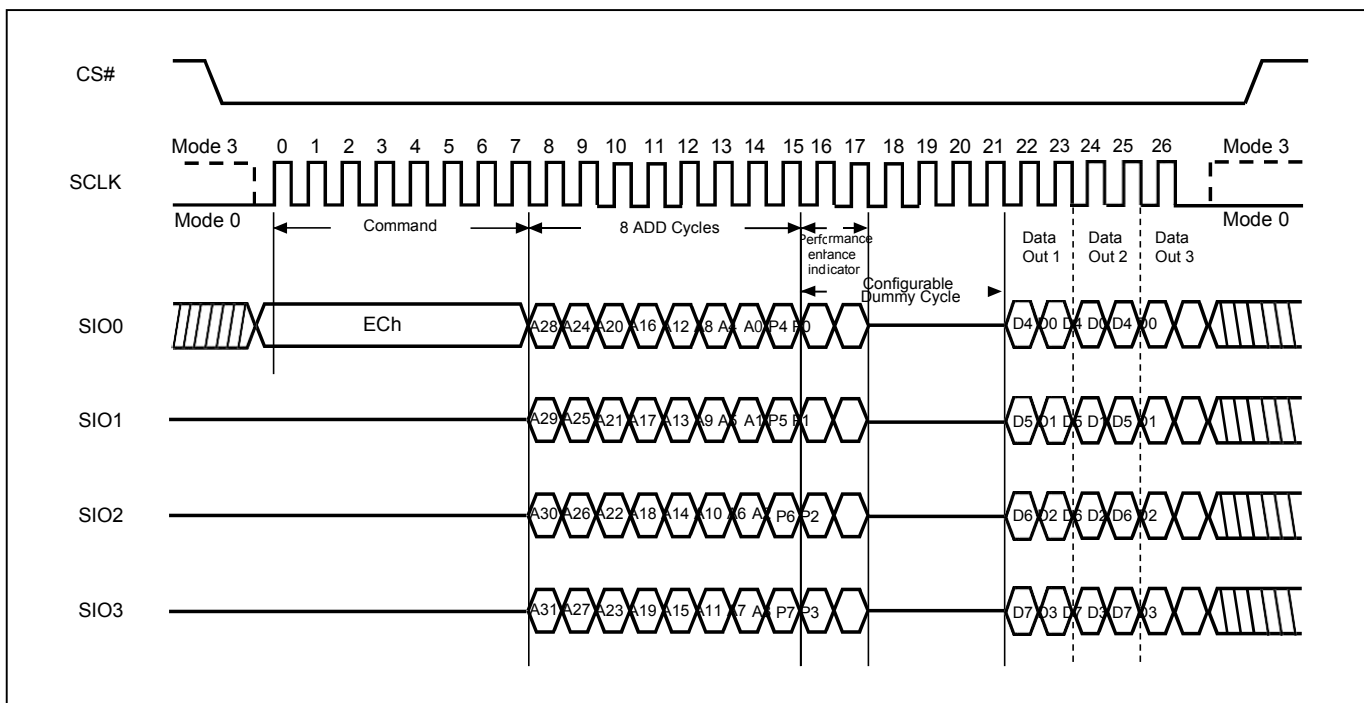 CS#
Mode 3 0 1 2 3 4 5 6 7 8 9 10 11 12 13 14 15 16 17 18 19 20 21 22 23 24 25 26 Mode 3
SCLK
Mode 0 Mode 0
Command 8 ADD Cycles Performance Data Data Data
enhance Out 1 Out 2 Out 3
indicator
Configurable
Dummy Cycle
SIO0 ECh A28 A24 A20 A16 A12 A8 A4 A0 P4 P0 D4 D0 D4 D0 D4 D0
SIO1 A29 A25 A21 A17 A13 A9 A5 A1 P5 P1 D5 D1 D5 D1 D5 D1
SIO2 A30 A26 A22 A18 A14 A10 A6 A2 P6 P2 D6 D2 D6 D2 D6 D2
SIO3 A31 A27 A23 A19 A15 A11 A7 A3 P7 P3 D7 D3 D7 D3 D7 D3